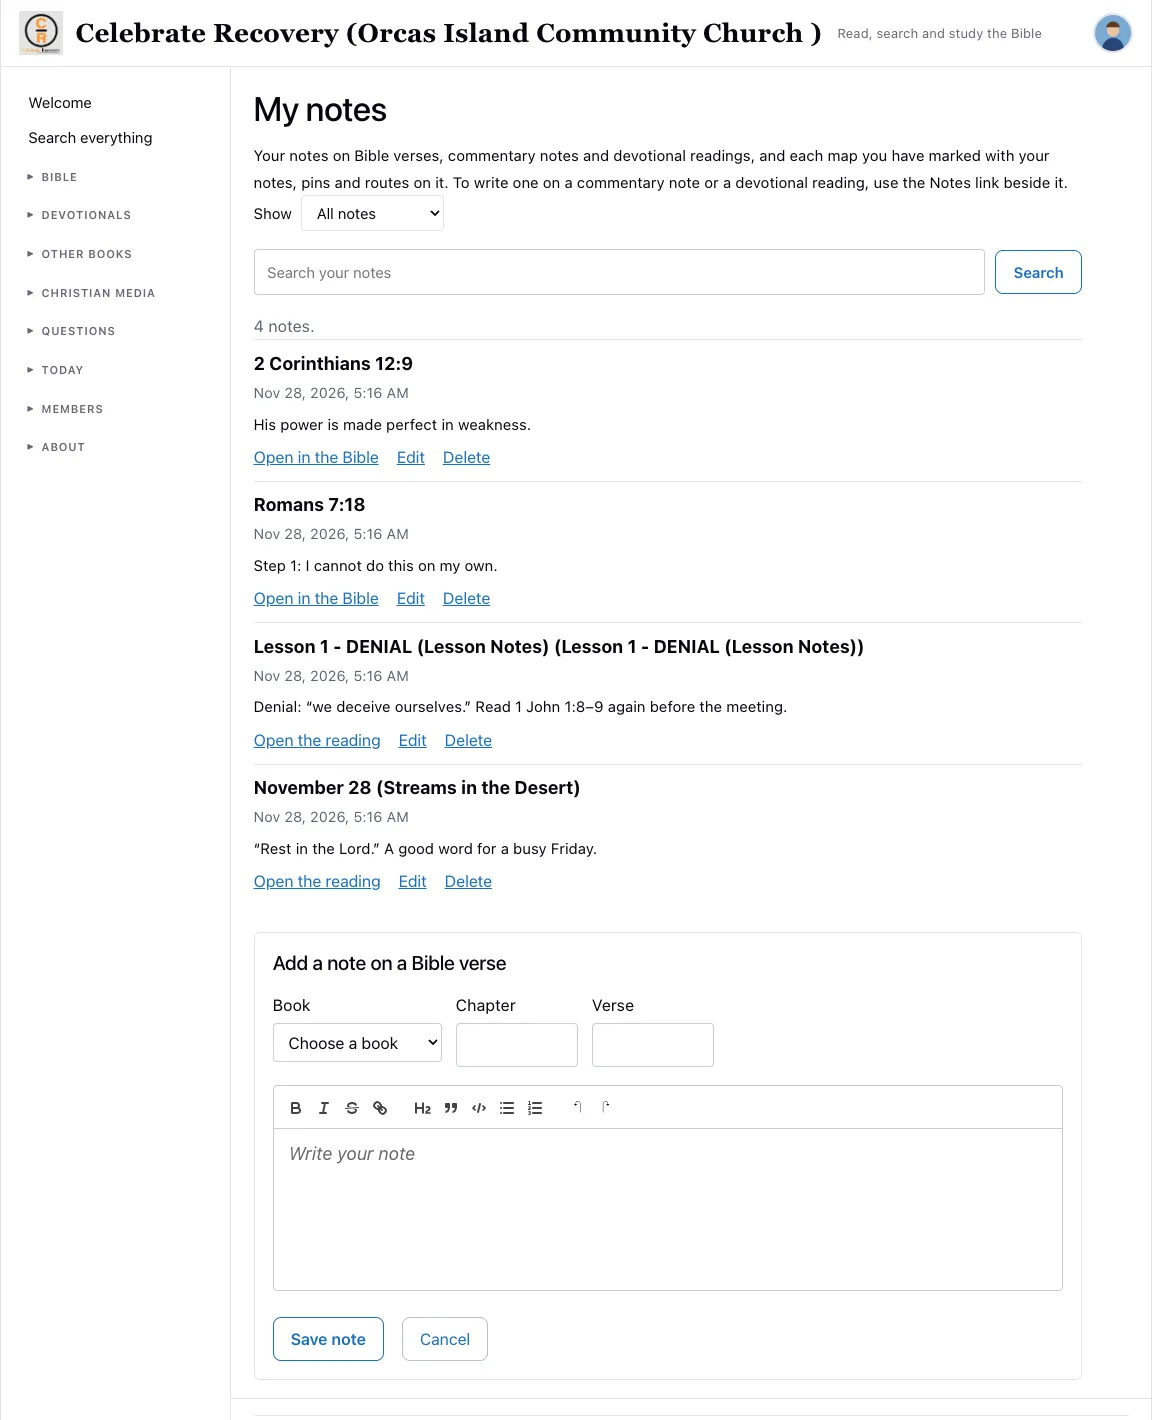 Celebrate Recovery (Orcas Island Community Church )
Read, search and study the Bible
Welcome
Search everything
BIBLE
DEVOTIONALS
OTHER BOOKS
CHRISTIAN MEDIA
QUESTIONS
TODAY
MEMBERS
ABOUT
My notes
Your notes on Bible verses, commentary notes and devotional readings, and each map you have marked with your
notes, pins and routes on it. To write one on a commentary note or a devotional reading, use the Notes link beside it.
Show All notes
Search your notes
Search
4 notes.
2 Corinthians 12:9
Nov 28, 2026, 5:16 AM
His power is made perfect in weakness.
Open in the Bible Edit Delete
Romans 7:18
Nov 28, 2026, 5:16 AM
Step 1: I cannot do this on my own.
Open in the Bible Edit Delete
Lesson 1 - DENIAL (Lesson Notes) (Lesson 1 - DENIAL (Lesson Notes))
Nov 28, 2026, 5:16 AM
Denial: “we deceive ourselves.” Read 1 John 1:8–9 again before the meeting.
Open the reading Edit Delete
November 28 (Streams in the Desert)
Nov 28, 2026, 5:16 AM
“Rest in the Lord.” A good word for a busy Friday.
Open the reading Edit Delete
Add a note on a Bible verse
Book Chapter Verse
Choose a book
B I S H2
Write your note
Save note Cancel